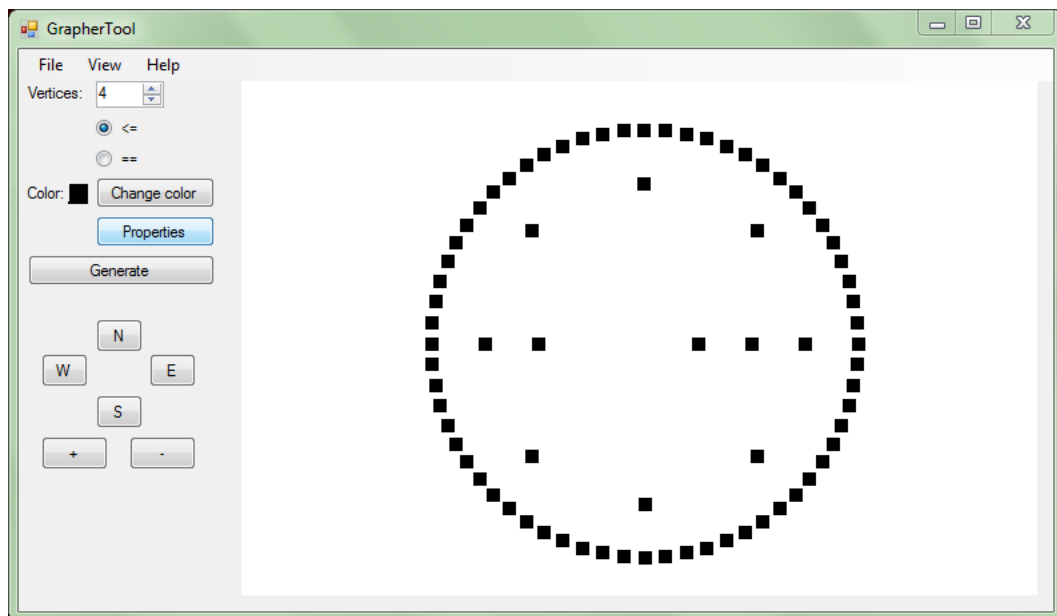 GrapherTool
File View Help
Vertices: 4
<=
==
Color: Change color
Properties
Generate
N
W E
S
+ -